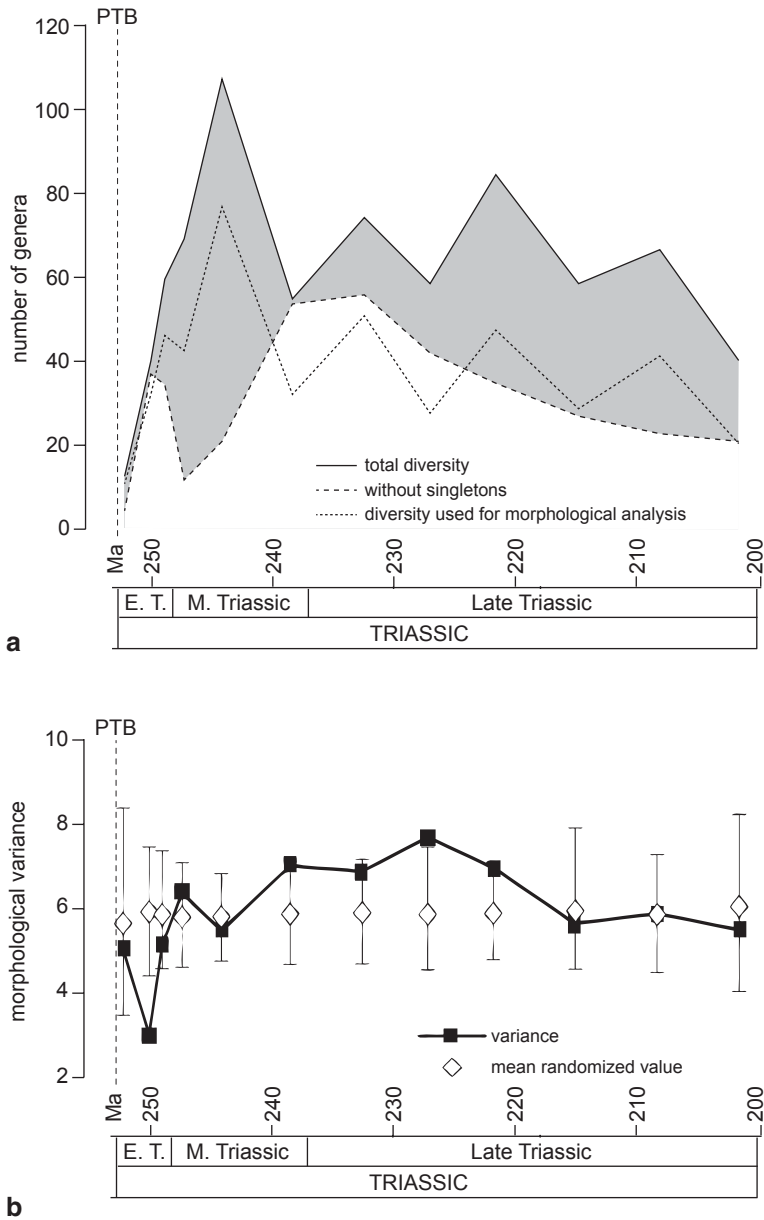 PTB
120
100
80
60
40
20
0
number of genera
total diversity
without singletons
diversity used for morphological analysis
Ma 250 240 230 220 210 200
E. T. M. Triassic Late Triassic
TRIASSIC
a
PTB
10
8
6
4
2
morphological variance
variance
mean randomized value
Ma 250 240 230 220 210 200
E. T. M. Triassic Late Triassic
TRIASSIC
b